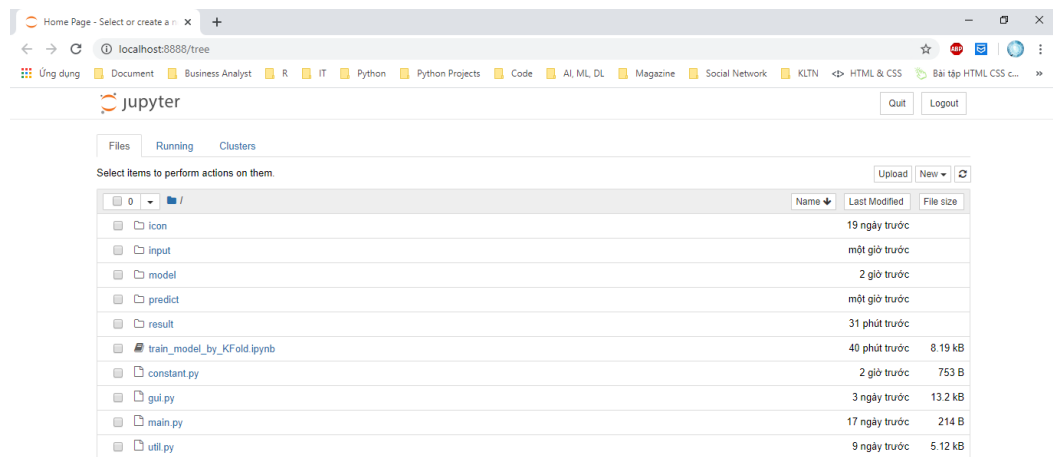 Home Page - Select or create a n
localhost:8888/tree
ABP
Ứng dụng Document Business Analyst R IT Python Python Projects Code AI, ML, DL Magazine Social Network KLTN <> HTML & CSS Bài tập HTML CSS c... »
jupyter Quit Logout
Files Running Clusters
Select items to perform actions on them. Upload New
0 / Name Last Modified File size
icon 19 ngày trước
input một giờ trước
model 2 giờ trước
predict một giờ trước
result 31 phút trước
train_model_by_KFold.ipynb 40 phút trước 8.19 kB
constant.py 2 giờ trước 753 B
gui.py 3 ngày trước 13.2 kB
main.py 17 ngày trước 214 B
util.py 9 ngày trước 5.12 kB